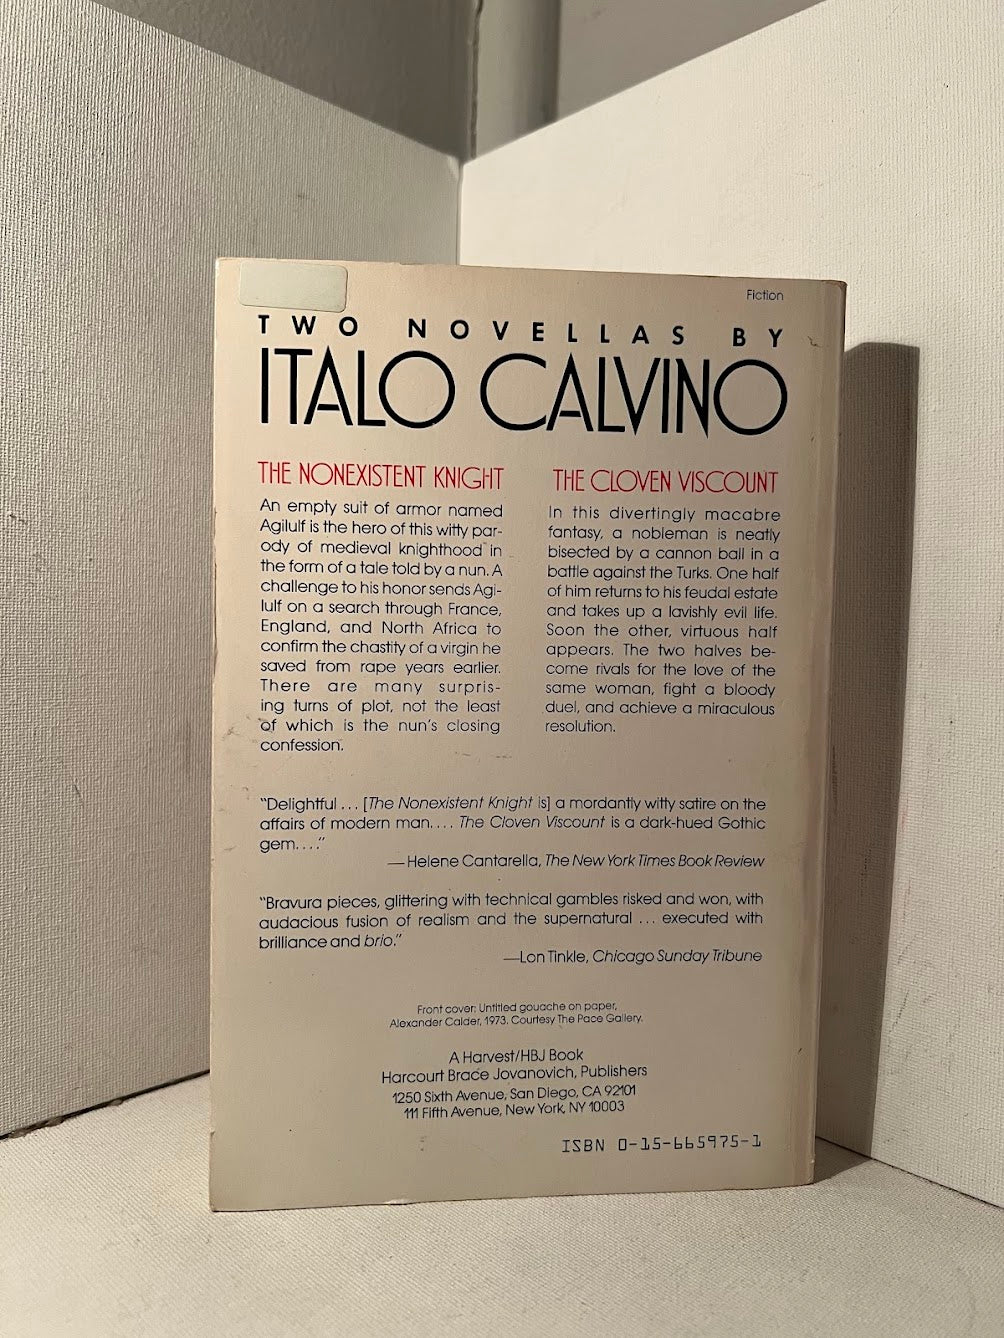 Fiction
TWO NOVELLAS BY
ITALO CALVINO
THE NONEXISTENT KNIGHT
An empty suit of armor named
Agilulf is the hero of this witty par-
ody of medieval knighthood in
the form of a tale told by a nun. A
challenge to his honor sends Agi-
lulf on a search through France,
England, and North Africa to
confirm the chastity of a virgin he
saved from rape years earlier.
There are many surpris-
ing turns of plot, not the least
of which is the nun's closing
confession.
THE CLOVEN VISCOUNT
In this divertingly macabre
fantasy, a nobleman is neatly
bisected by a cannon ball in a
battle against the Turks. One half
of him returns to his feudal estate
and takes up a lavishly evil life.
Soon the other, virtuous half
appears. The two halves be-
come rivals for the love of the
same woman, fight a bloody
duel, and achieve a miraculous
resolution.
"Delightful . . . [The Nonexistent Knight is] a mordantly witty satire on the
affairs of modern man. . . . The Cloven Viscount is a dark-hued Gothic
gem. . . ."
—Helene Cantarella, The New York Times Book Review
"Bravura pieces, glittering with technical gambles risked and won, with
audacious fusion of realism and the supernatural . . . executed with
brilliance and brio."
—Lon Tinkle, Chicago Sunday Tribune
Front cover: Untitled gouache on paper,
Alexander Calder, 1973. Courtesy The Pace Gallery.
A Harvest/HBJ Book
Harcourt Brace Jovanovich, Publishers
1250 Sixth Avenue, San Diego, CA 92101
111 Fifth Avenue, New York, NY 10003
ISBN 0-15-665975-1